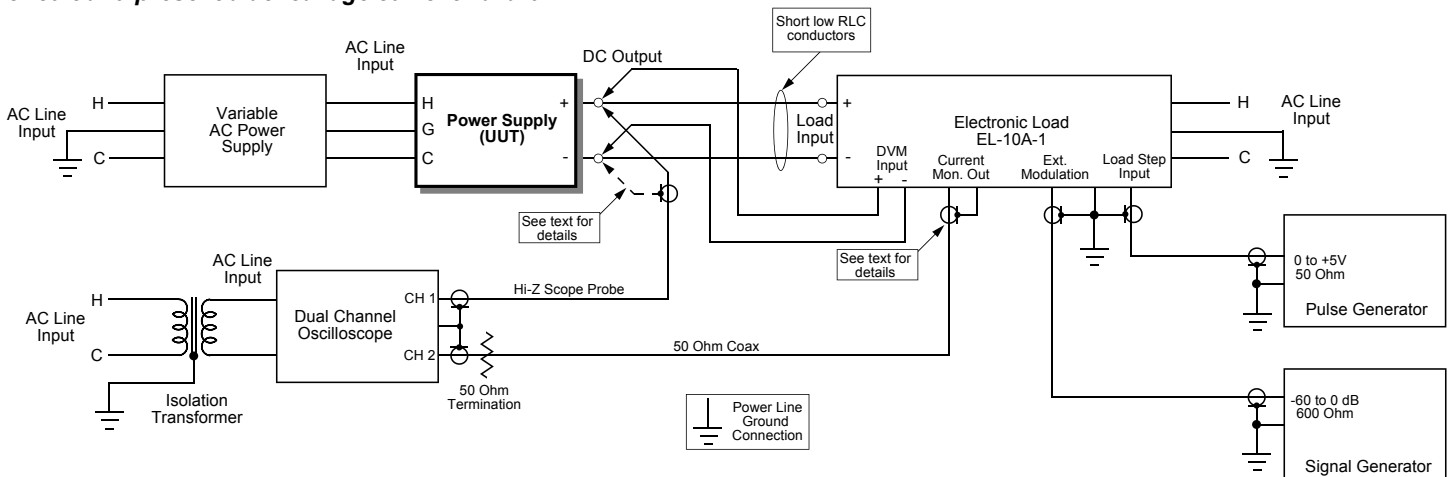 Short low RLC
conductors
AC Line
Input
DC Output
H
AC Line
Input
C
Variable
AC Power
Supply
H
G
C
Power Supply
(UUT)
+
-
Load
Input
+
-
Electronic Load
EL-10A-1
DVM
Input
+ -
Current
Mon. Out
Ext.
Modulation
Load Step
Input
H
AC Line
Input
C
See text for
details
See text for
details
0 to +5V
50 Ohm
Pulse Generator
AC Line
Input
H
AC Line
Input
C
Isolation
Transformer
Dual Channel
Oscilloscope
CH 1
CH 2
Hi-Z Scope Probe
50 Ohm Coax
50 Ohm
Termination
Power Line
Ground
Connection
-60 to 0 dB
600 Ohm
Signal Generator